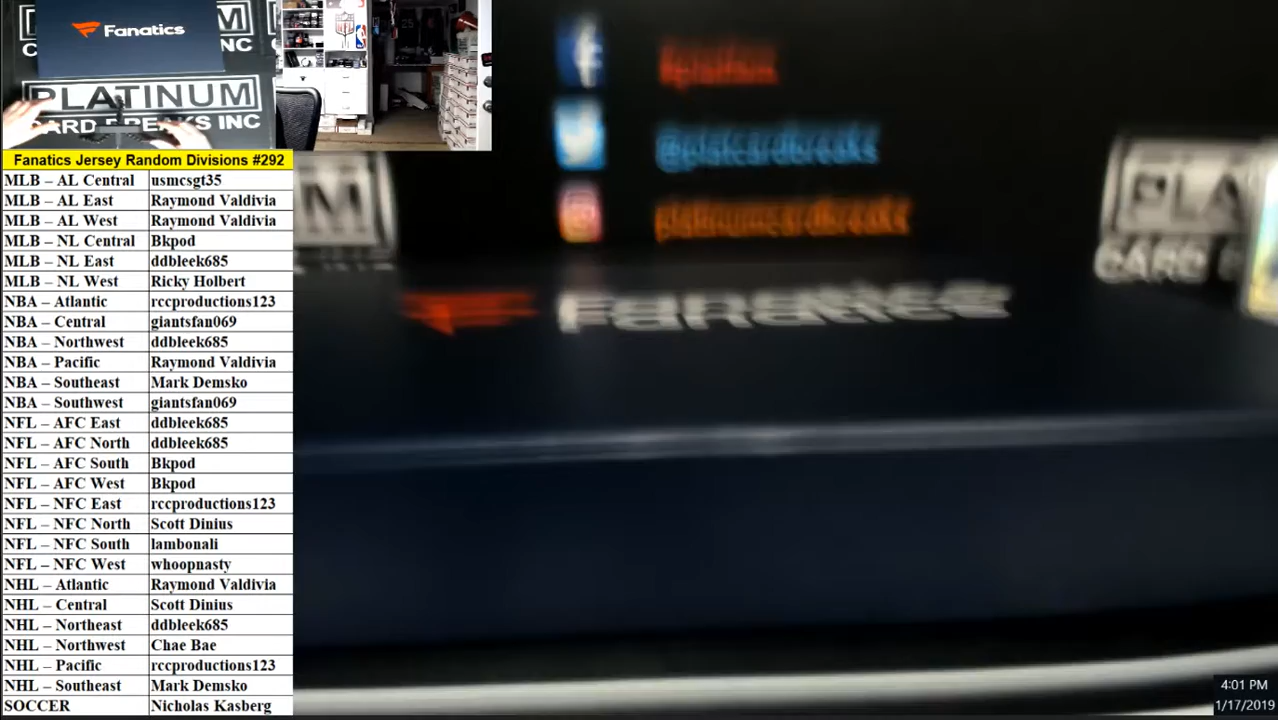 Fanatics
PLATINUM
CARD BREAKS INC
Fanatics Jersey Random Divisions #292
MLB – AL Central usmcsgt35
MLB – AL East Raymond Valdivia
MLB – AL West Raymond Valdivia
MLB – NL Central Bkpod
MLB – NL East ddbleek685
MLB – NL West Ricky Holbert
NBA – Atlantic rccproductions123
NBA – Central giantsfan069
NBA – Northwest ddbleek685
NBA – Pacific Raymond Valdivia
NBA – Southeast Mark Demsko
NBA – Southwest giantsfan069
NFL – AFC East ddbleek685
NFL – AFC North ddbleek685
NFL – AFC South Bkpod
NFL – AFC West Bkpod
NFL – NFC East rccproductions123
NFL – NFC North Scott Dinius
NFL – NFC South lambonali
NFL – NFC West whoopnasty
NHL – Atlantic Raymond Valdivia
NHL – Central Scott Dinius
NHL – Northeast ddbleek685
NHL – Northwest Chae Bae
NHL – Pacific rccproductions123
NHL – Southeast Mark Demsko
SOCCER Nicholas Kasberg
@platcardbreaks
platinumcardbreaks
Fanatics
PLA
CARD
4:01 PM
1/17/2019